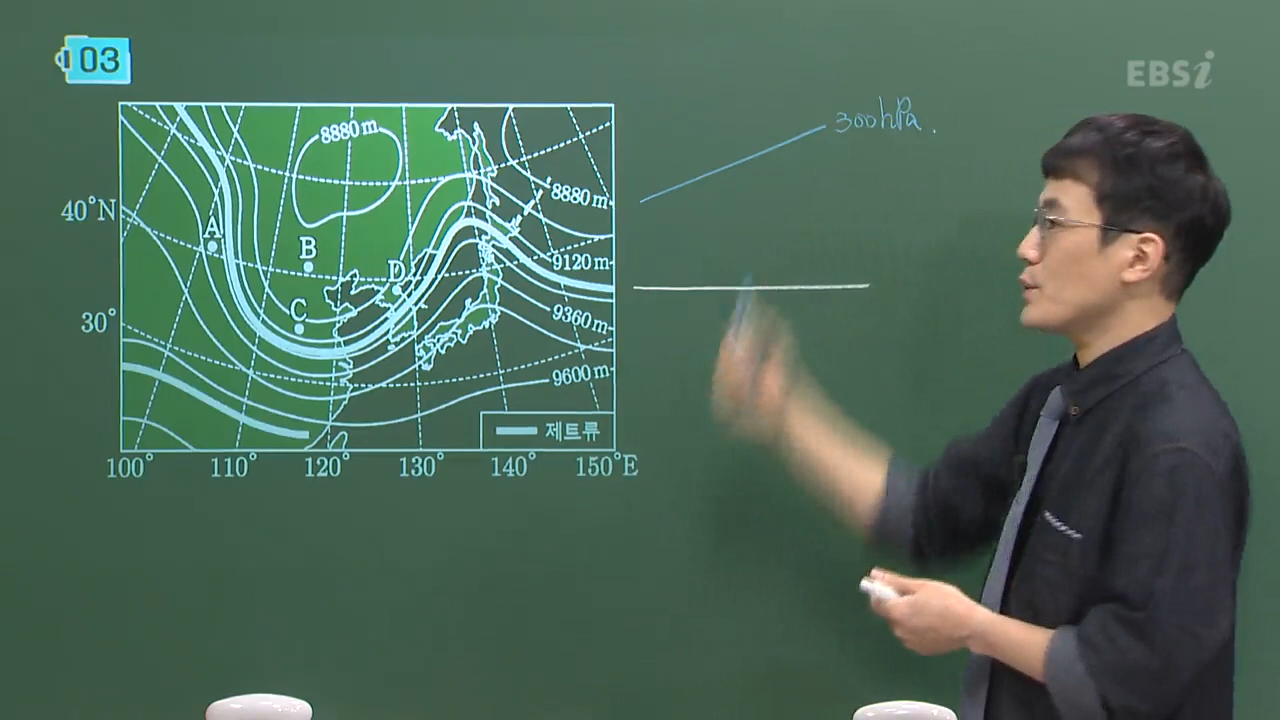 03
EBSi
8880 m
300hPa.
8880 m
40°N
A
B
9120 m
D
C
9360 m
30°
9600 m
제트류
100° 110° 120° 130° 140° 150°E